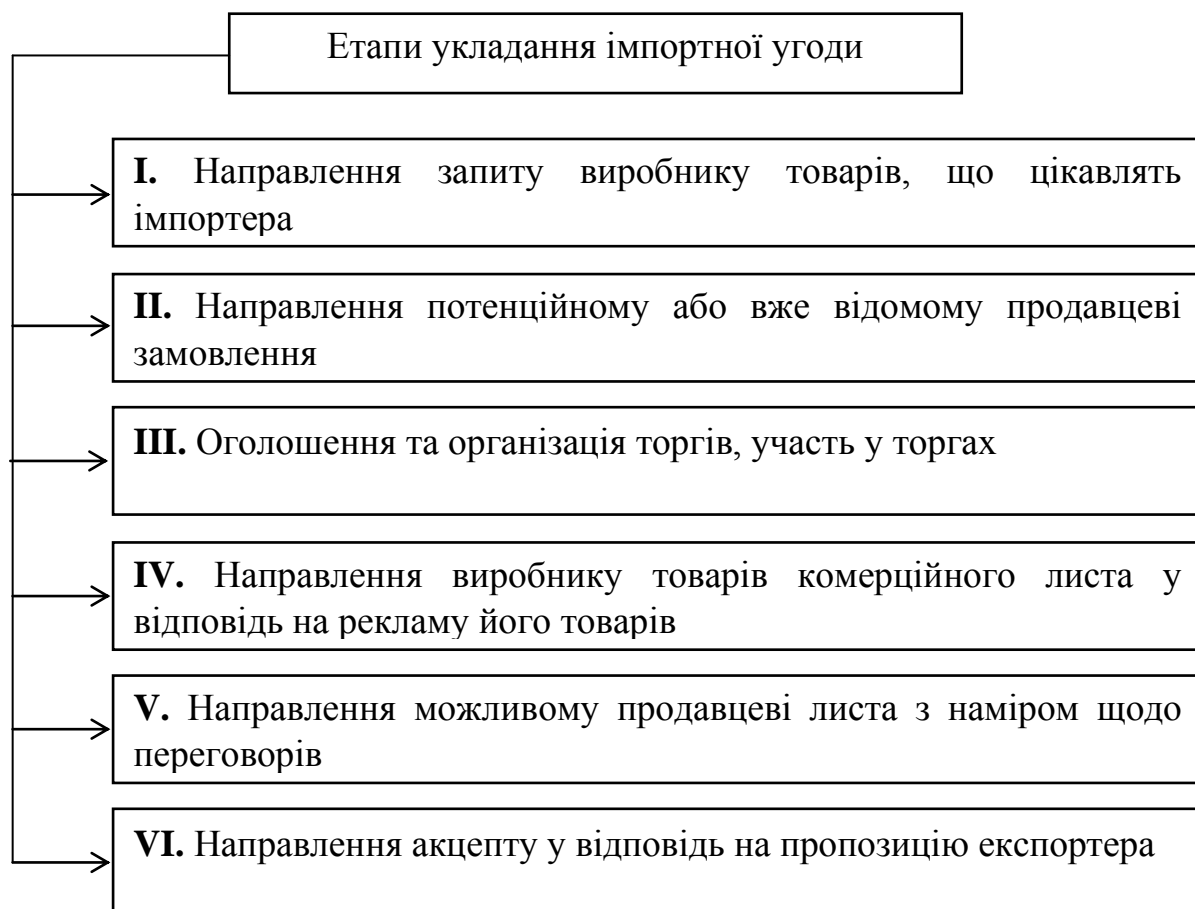 Етапи укладання імпортної угоди
I. Направлення запиту виробнику товарів, що цікавлять
імпортера
II. Направлення потенційному або вже відомому продавцеві
замовлення
III. Оголошення та організація торгів, участь у торгах
IV. Направлення виробнику товарів комерційного листа у
відповідь на рекламу його товарів
V. Направлення можливому продавцеві листа з наміром щодо
переговорів
VI. Направлення акцепту у відповідь на пропозицію експортера